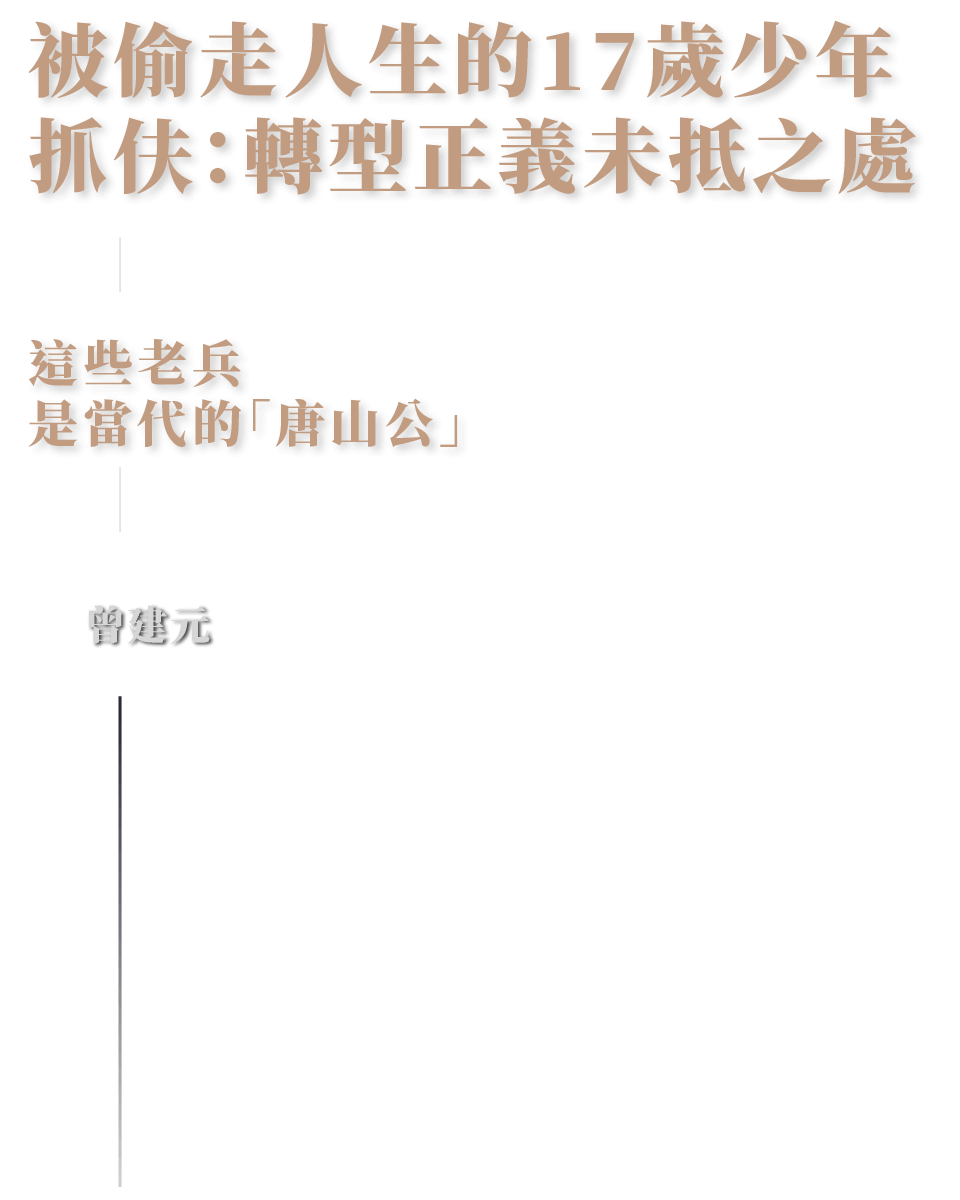 被偷走人生的17歲少年
抓伕：轉型正義未抵之處
這些老兵
是當代的「唐山公」
曾建元